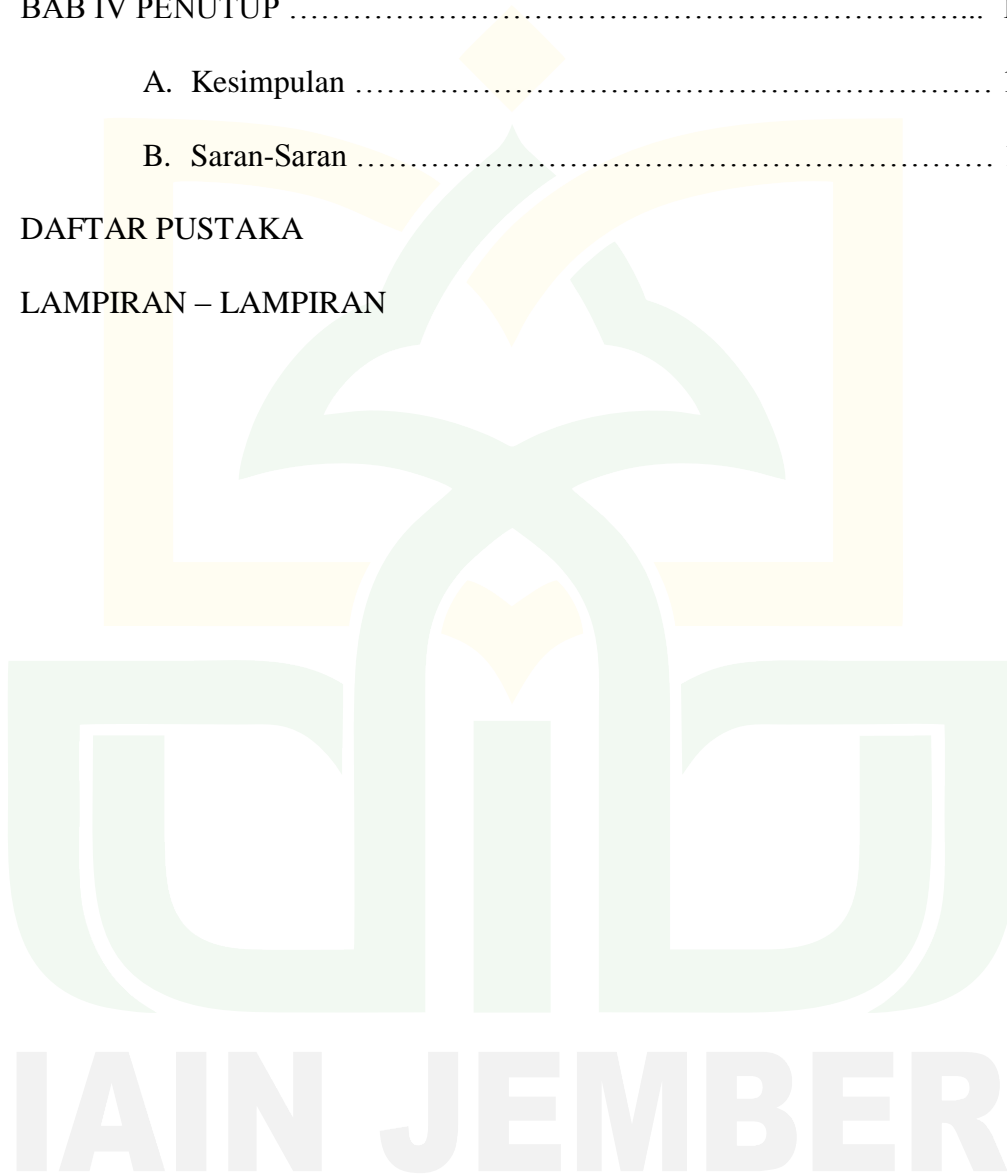 BAB IV PENUTUP …………………………………………………………...
A. Kesimpulan ……………………………………………………
B. Saran-Saran ……………………………………………………
DAFTAR PUSTAKA
LAMPIRAN – LAMPIRAN
IAIN JEMBER